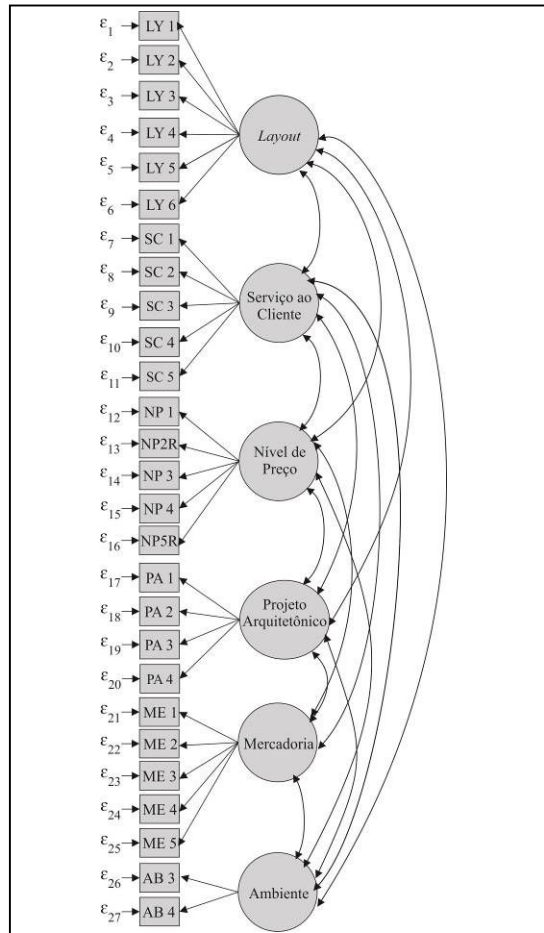 ε1 LY 1
ε2 LY 2
ε3 LY 3
ε4 LY 4
ε5 LY 5
ε6 LY 6
Layout
ε7 SC 1
ε8 SC 2
ε9 SC 3
ε10 SC 4
ε11 SC 5
Serviço ao
Cliente
ε12 NP 1
ε13 NP2R
ε14 NP 3
ε15 NP 4
ε16 NP5R
Nível de
Preço
ε17 PA 1
ε18 PA 2
ε19 PA 3
ε20 PA 4
Projeto
Arquitetônico
ε21 ME 1
ε22 ME 2
ε23 ME 3
ε24 ME 4
ε25 ME 5
Mercadoria
ε26 AB 3
ε27 AB 4
Ambiente